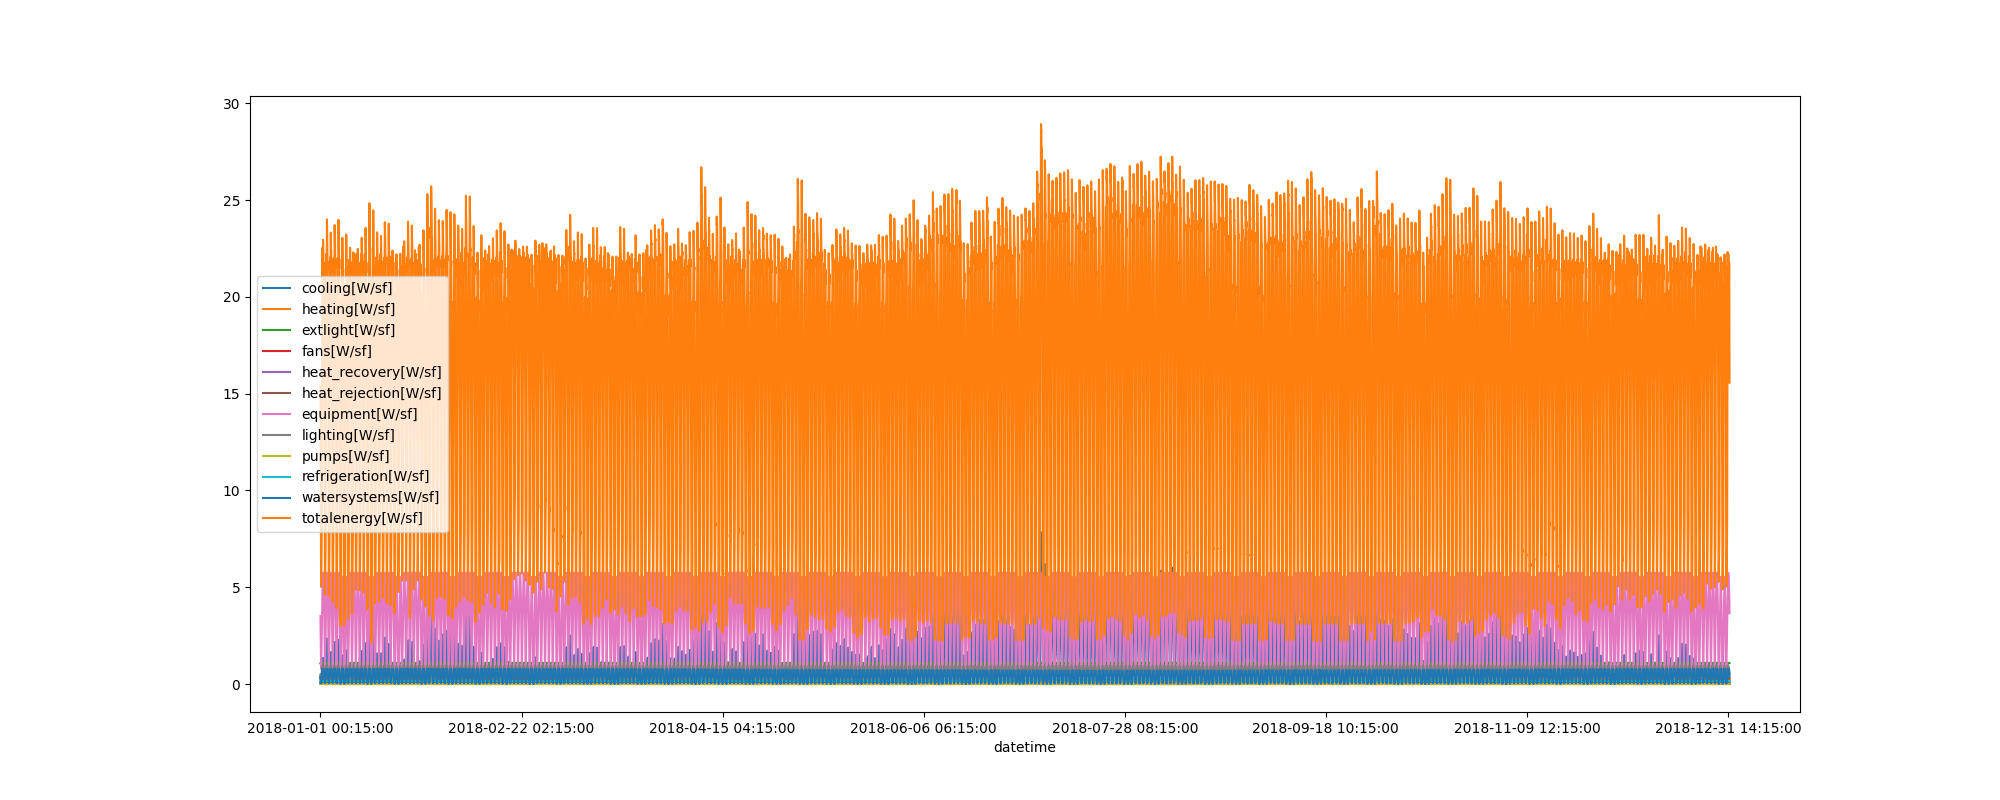 30
25
20
15
10
5
0
cooling[W/sf]
heating[W/sf]
extlight[W/sf]
fans[W/sf]
heat_recovery[W/sf]
heat_rejection[W/sf]
equipment[W/sf]
lighting[W/sf]
pumps[W/sf]
refrigeration[W/sf]
watersystems[W/sf]
totalenergy[W/sf]
2018-01-01 00:15:00 2018-02-22 02:15:00 2018-04-15 04:15:00 2018-06-06 06:15:00 2018-07-28 08:15:00 2018-09-18 10:15:00 2018-11-09 12:15:00 2018-12-31 14:15:00
datetime